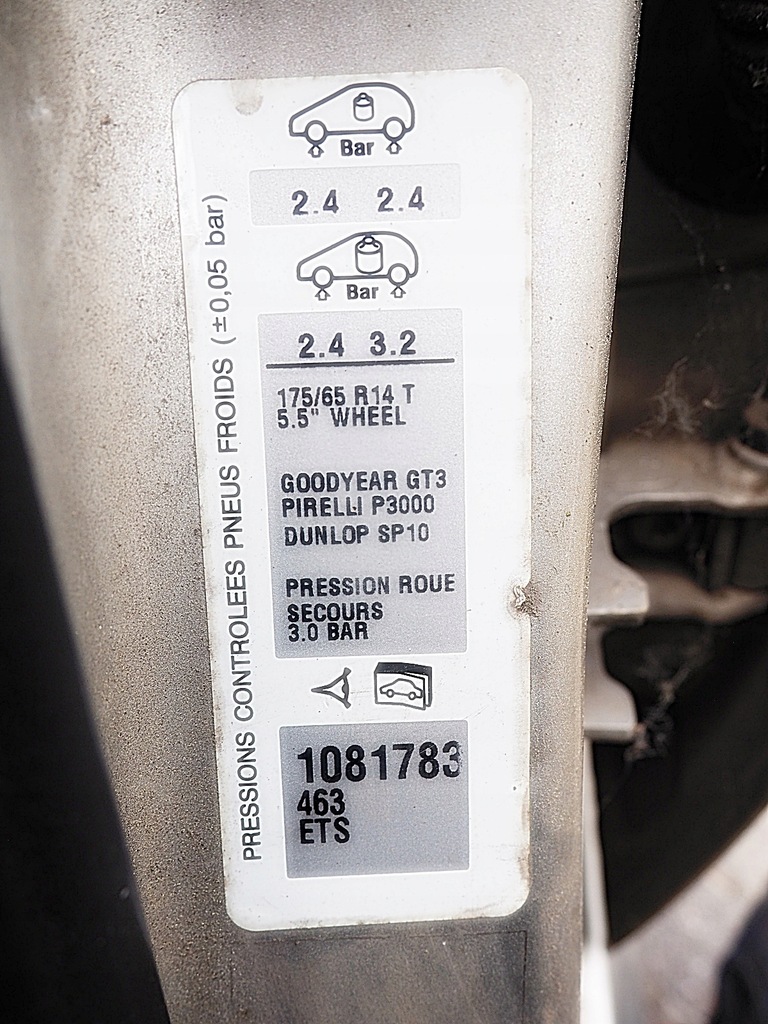 Bar
2.4 2.4
Bar
2.4 3.2
175/65 R14 T
5.5" WHEEL
GOODYEAR GT3
PIRELLI P3000
DUNLOP SP10
PRESSION ROUE
SECOURS
3.0 BAR
1081783
463
ETS
PRESSIONS CONTROLEES PNEUS FROIDS (±0,05 bar)